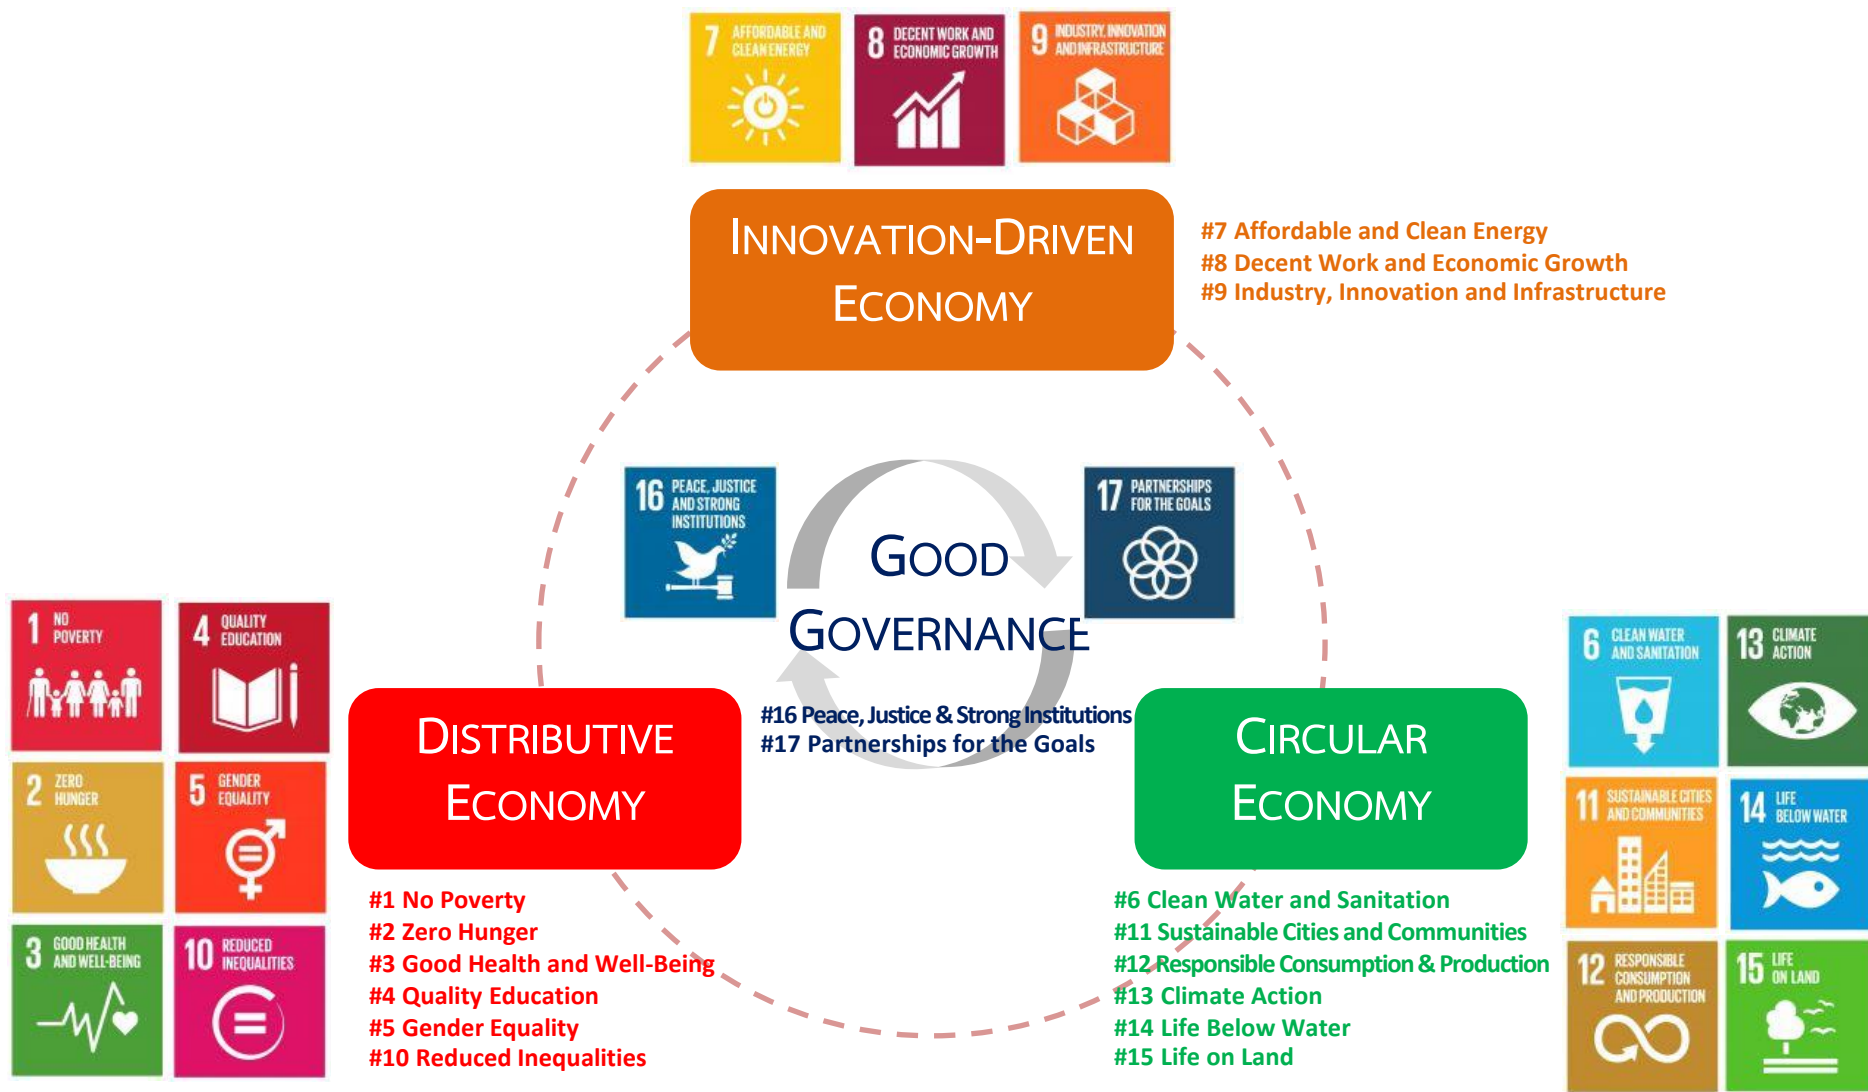 7 AFFORDABLE AND
CLEAN ENERGY
8 DECENT WORK AND
ECONOMIC GROWTH
9 INDUSTRY, INNOVATION
AND INFRASTRUCTURE
INNOVATION-DRIVEN
ECONOMY
#7 Affordable and Clean Energy
#8 Decent Work and Economic Growth
#9 Industry, Innovation and Infrastructure
16 PEACE, JUSTICE
AND STRONG
INSTITUTIONS
17 PARTNERSHIPS
FOR THE GOALS
GOOD
GOVERNANCE
#16 Peace, Justice & Strong Institutions
#17 Partnerships for the Goals
1 NO
POVERTY
4 QUALITY
EDUCATION
2 ZERO
HUNGER
5 GENDER
EQUALITY
3 GOOD HEALTH
AND WELL-BEING
10 REDUCED
INEQUALITIES
DISTRIBUTIVE
ECONOMY
#1 No Poverty
#2 Zero Hunger
#3 Good Health and Well-Being
#4 Quality Education
#5 Gender Equality
#10 Reduced Inequalities
CIRCULAR
ECONOMY
#6 Clean Water and Sanitation
#11 Sustainable Cities and Communities
#12 Responsible Consumption & Production
#13 Climate Action
#14 Life Below Water
#15 Life on Land
6 CLEAN WATER
AND SANITATION
13 CLIMATE
ACTION
11 SUSTAINABLE CITIES
AND COMMUNITIES
14 LIFE
BELOW WATER
12 RESPONSIBLE
CONSUMPTION
AND PRODUCTION
15 LIFE
ON LAND